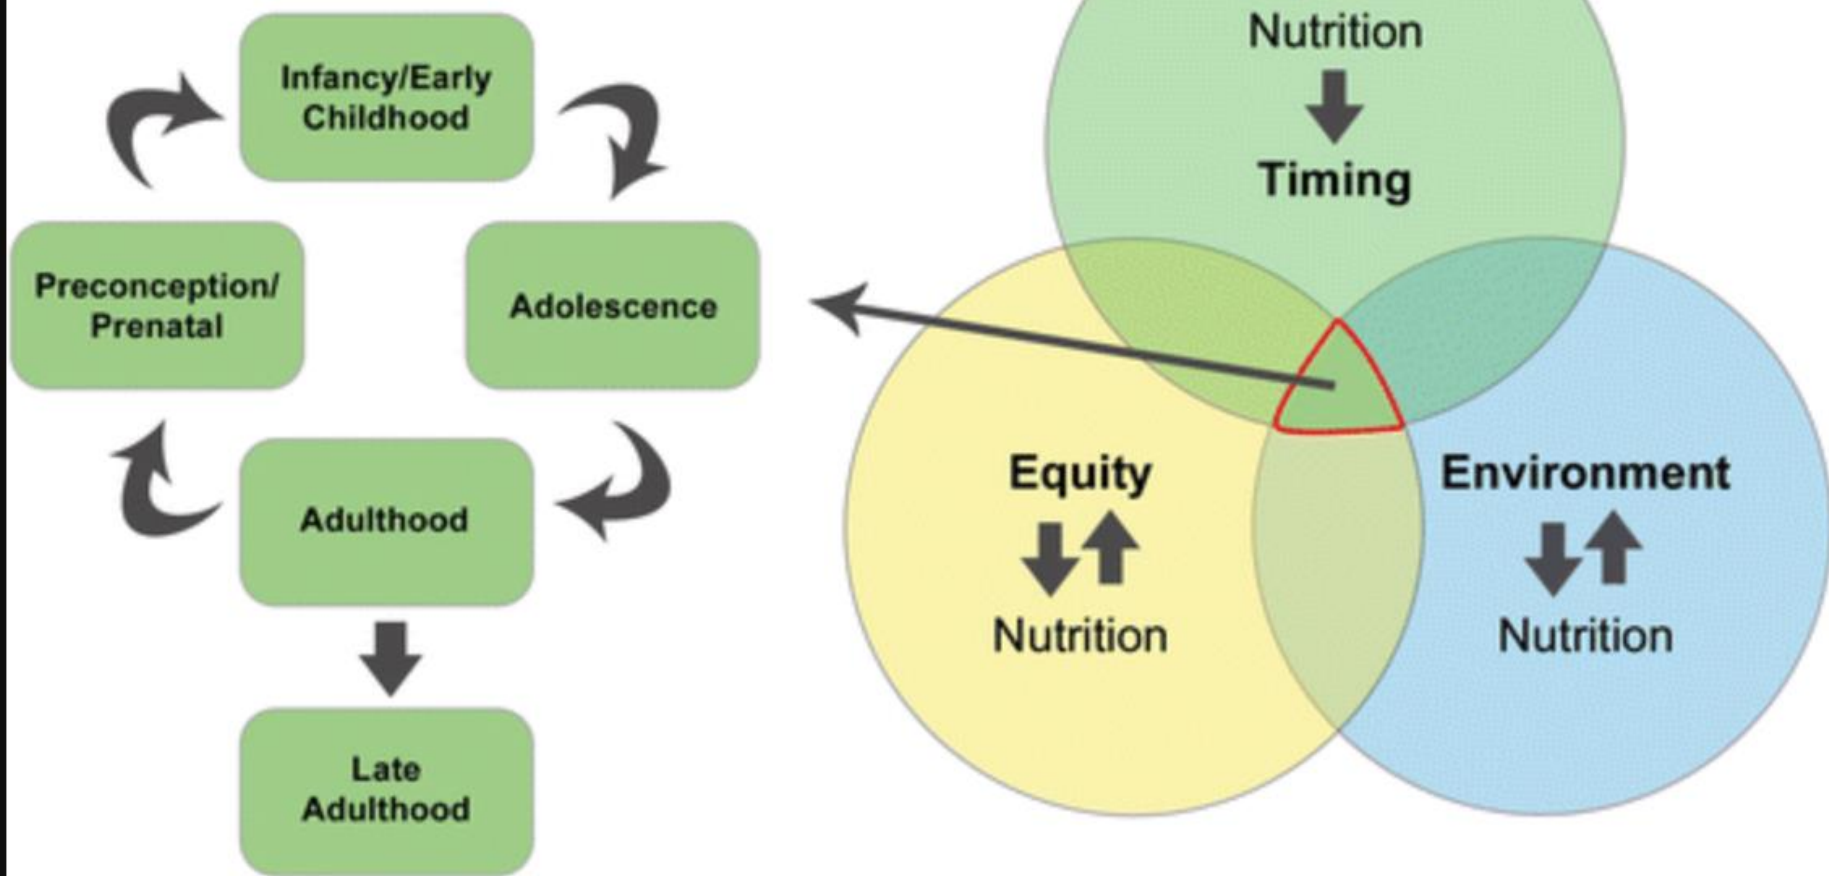 Infancy/Early
Childhood
Preconception/
Prenatal
Adolescence
Adulthood
Late
Adulthood
Nutrition
Timing
Equity
Nutrition
Environment
Nutrition